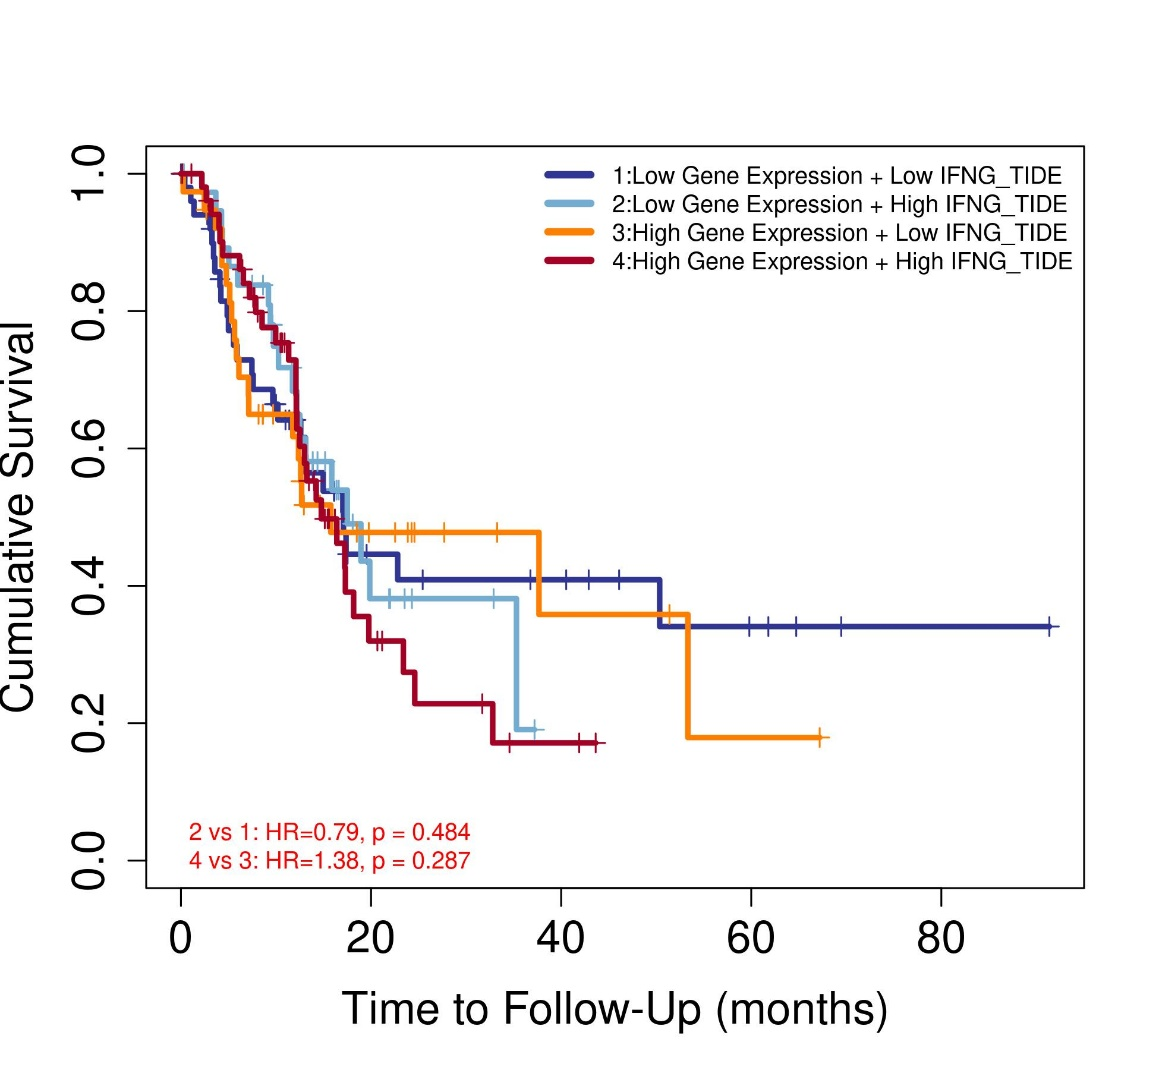 1:Low Gene Expression + Low IFNG_TIDE
2:Low Gene Expression + High IFNG_TIDE
3:High Gene Expression + Low IFNG_TIDE
4:High Gene Expression + High IFNG_TIDE
Cumulative Survival
1.0
0.8
0.6
0.4
0.2
0.0
2 vs 1: HR=0.79, p = 0.484
4 vs 3: HR=1.38, p = 0.287
0 20 40 60 80
Time to Follow-Up (months)